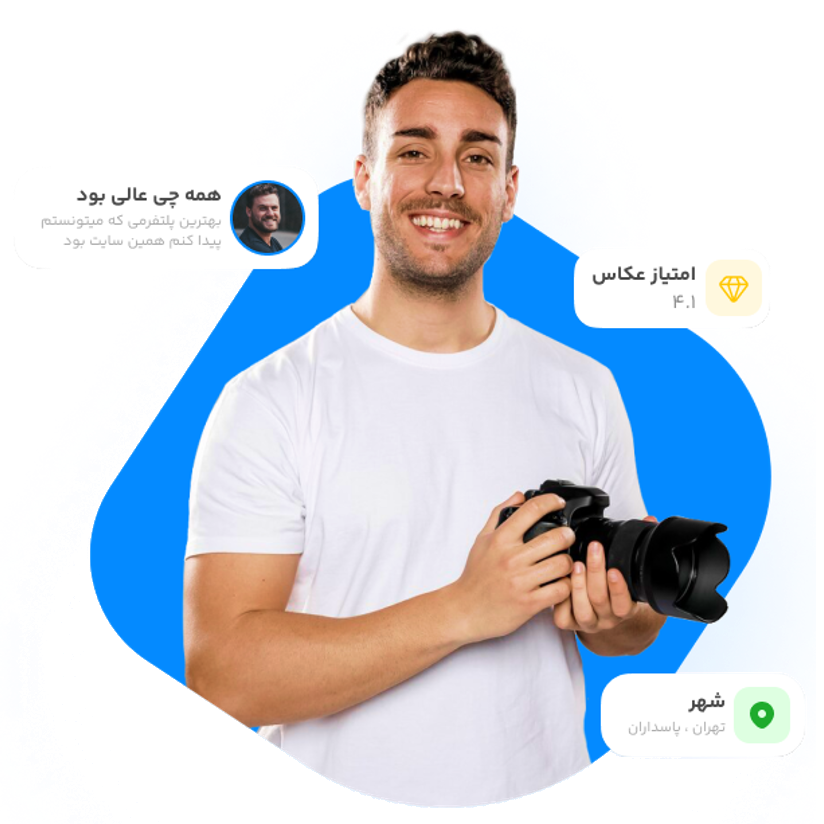 همه چی عالی بود
بهترین پلتفرمی که میتونستم
پیدا کنم همین سایت بود
امتیاز عکاس
۴.۱
شهر
تهران ، پاسداران